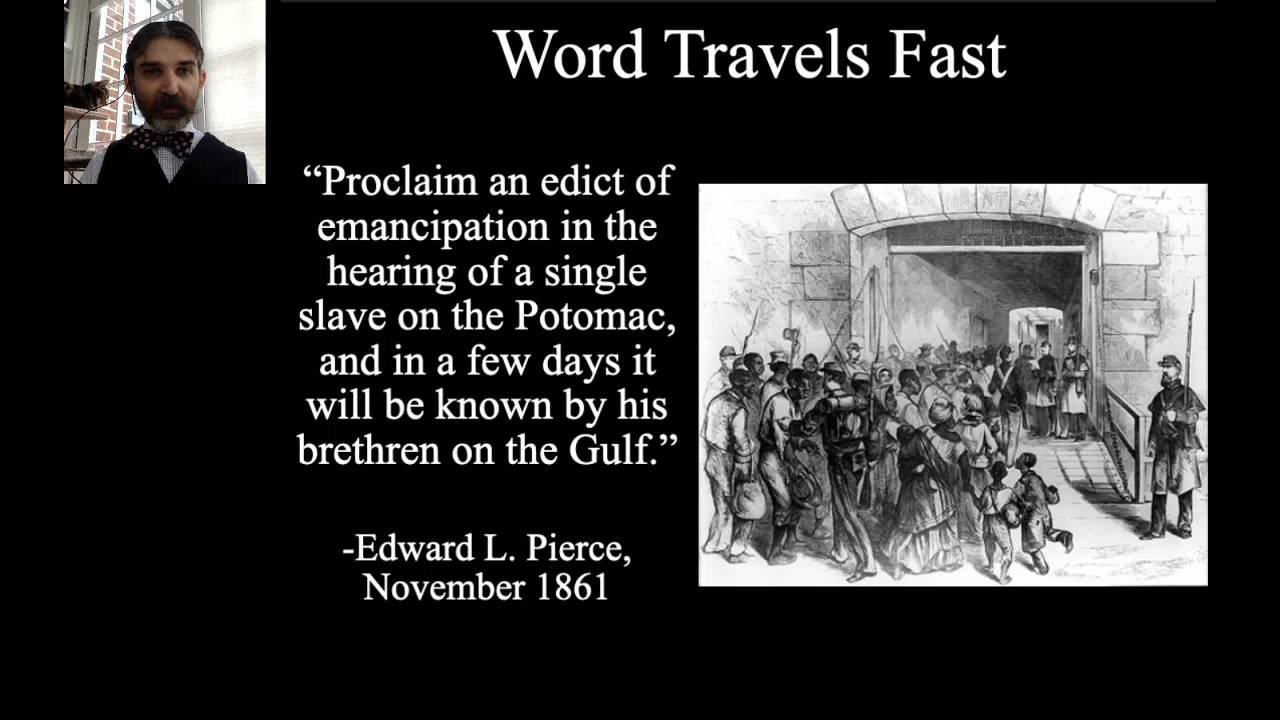 Word Travels Fast
“Proclaim an edict of
emancipation in the
hearing of a single
slave on the Potomac,
and in a few days it
will be known by his
brethren on the Gulf.”
-Edward L. Pierce,
November 1861